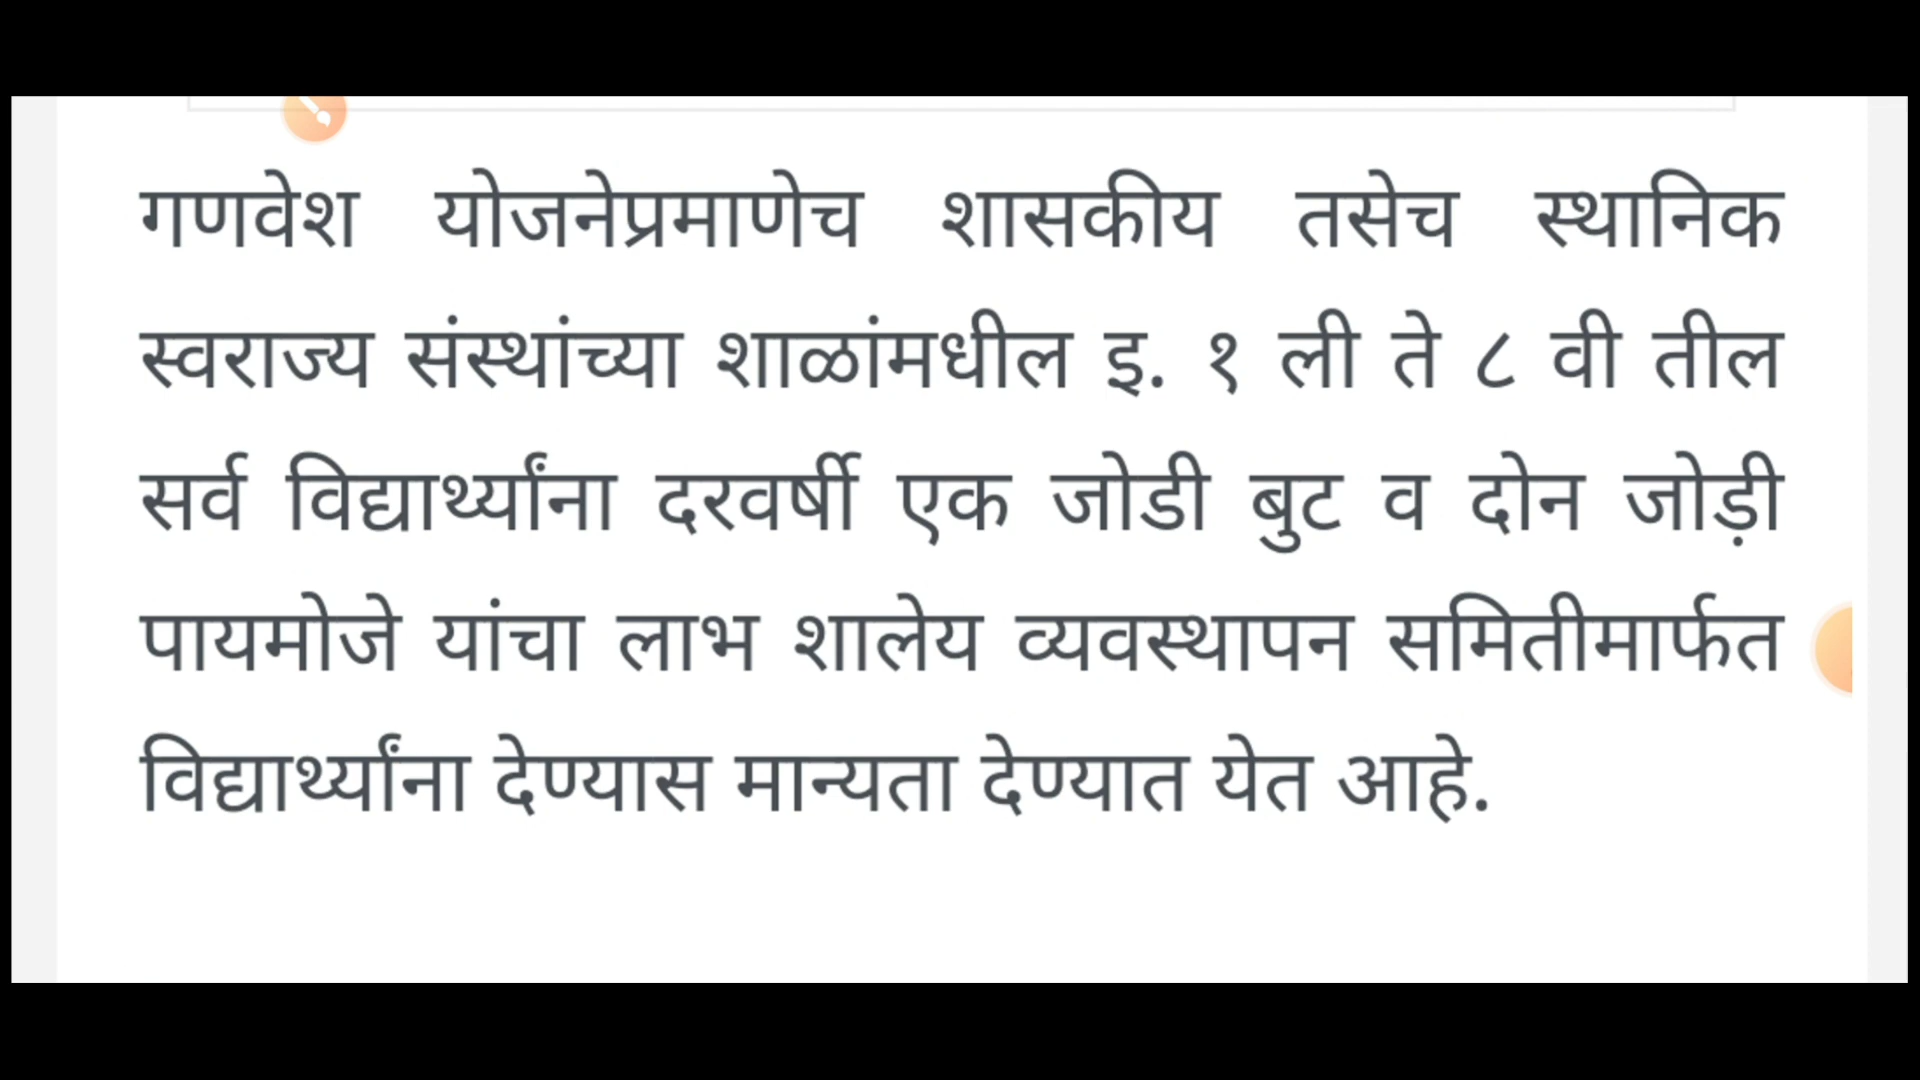 गणवेश योजनेप्रमाणेच शासकीय तसेच स्थानिक
स्वराज्य संस्थांच्या शाळांमधील इ. १ ली ते ८ वी तील
सर्व विद्यार्थ्यांना दरवर्षी एक जोडी बुट व दोन जोड़ी
पायमोजे यांचा लाभ शालेय व्यवस्थापन समितीमार्फत
विद्यार्थ्यांना देण्यास मान्यता देण्यात येत आहे.